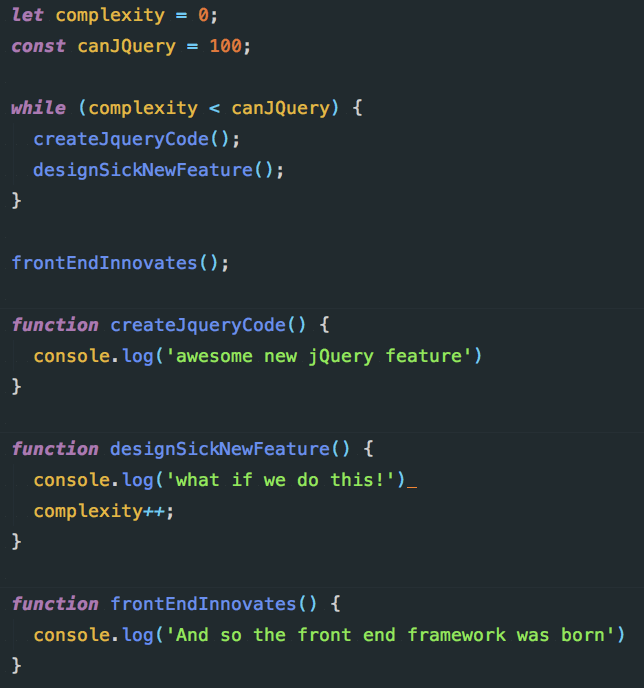 let complexity = 0;
const canJQuery = 100;
while (complexity < canJQuery) {
createJqueryCode();
designSickNewFeature();
}
frontEndInnovates();
function createJqueryCode() {
console.log('awesome new jQuery feature')
}
function designSickNewFeature() {
console.log('what if we do this!')_
complexity++;
}
function frontEndInnovates() {
console.log('And so the front end framework was born')
}